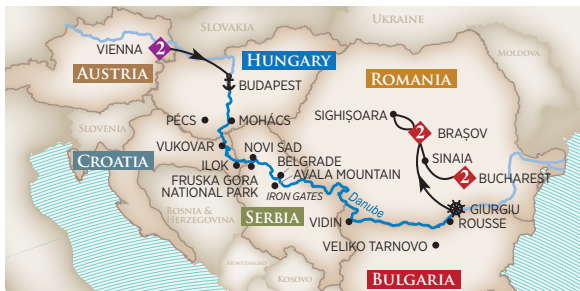 SLOVAKIA
UKRAINE
VIENNA
2
HUNGARY
MOLDOVA
AUSTRIA
BUDAPEST
ROMANIA
SLOVENIA
PÉCS
MOHÁCS
SIGHIȘOARA
2
BRAȘOV
VUKOVAR
NOVI SAD
CROATIA
ILOK
BELGRADE
SINAIA
FRUSKA GORA
NATIONAL PARK
AVALA MOUNTAIN
2
BUCHAREST
IRON GATES
BOSNIA &
HERZEGOVINA
SERBIA
Danube
VIDIN
GIURGIU
ROUSSE
VELIKO TARNOVO
MONTENEGRO
KOSOVO
BULGARIA